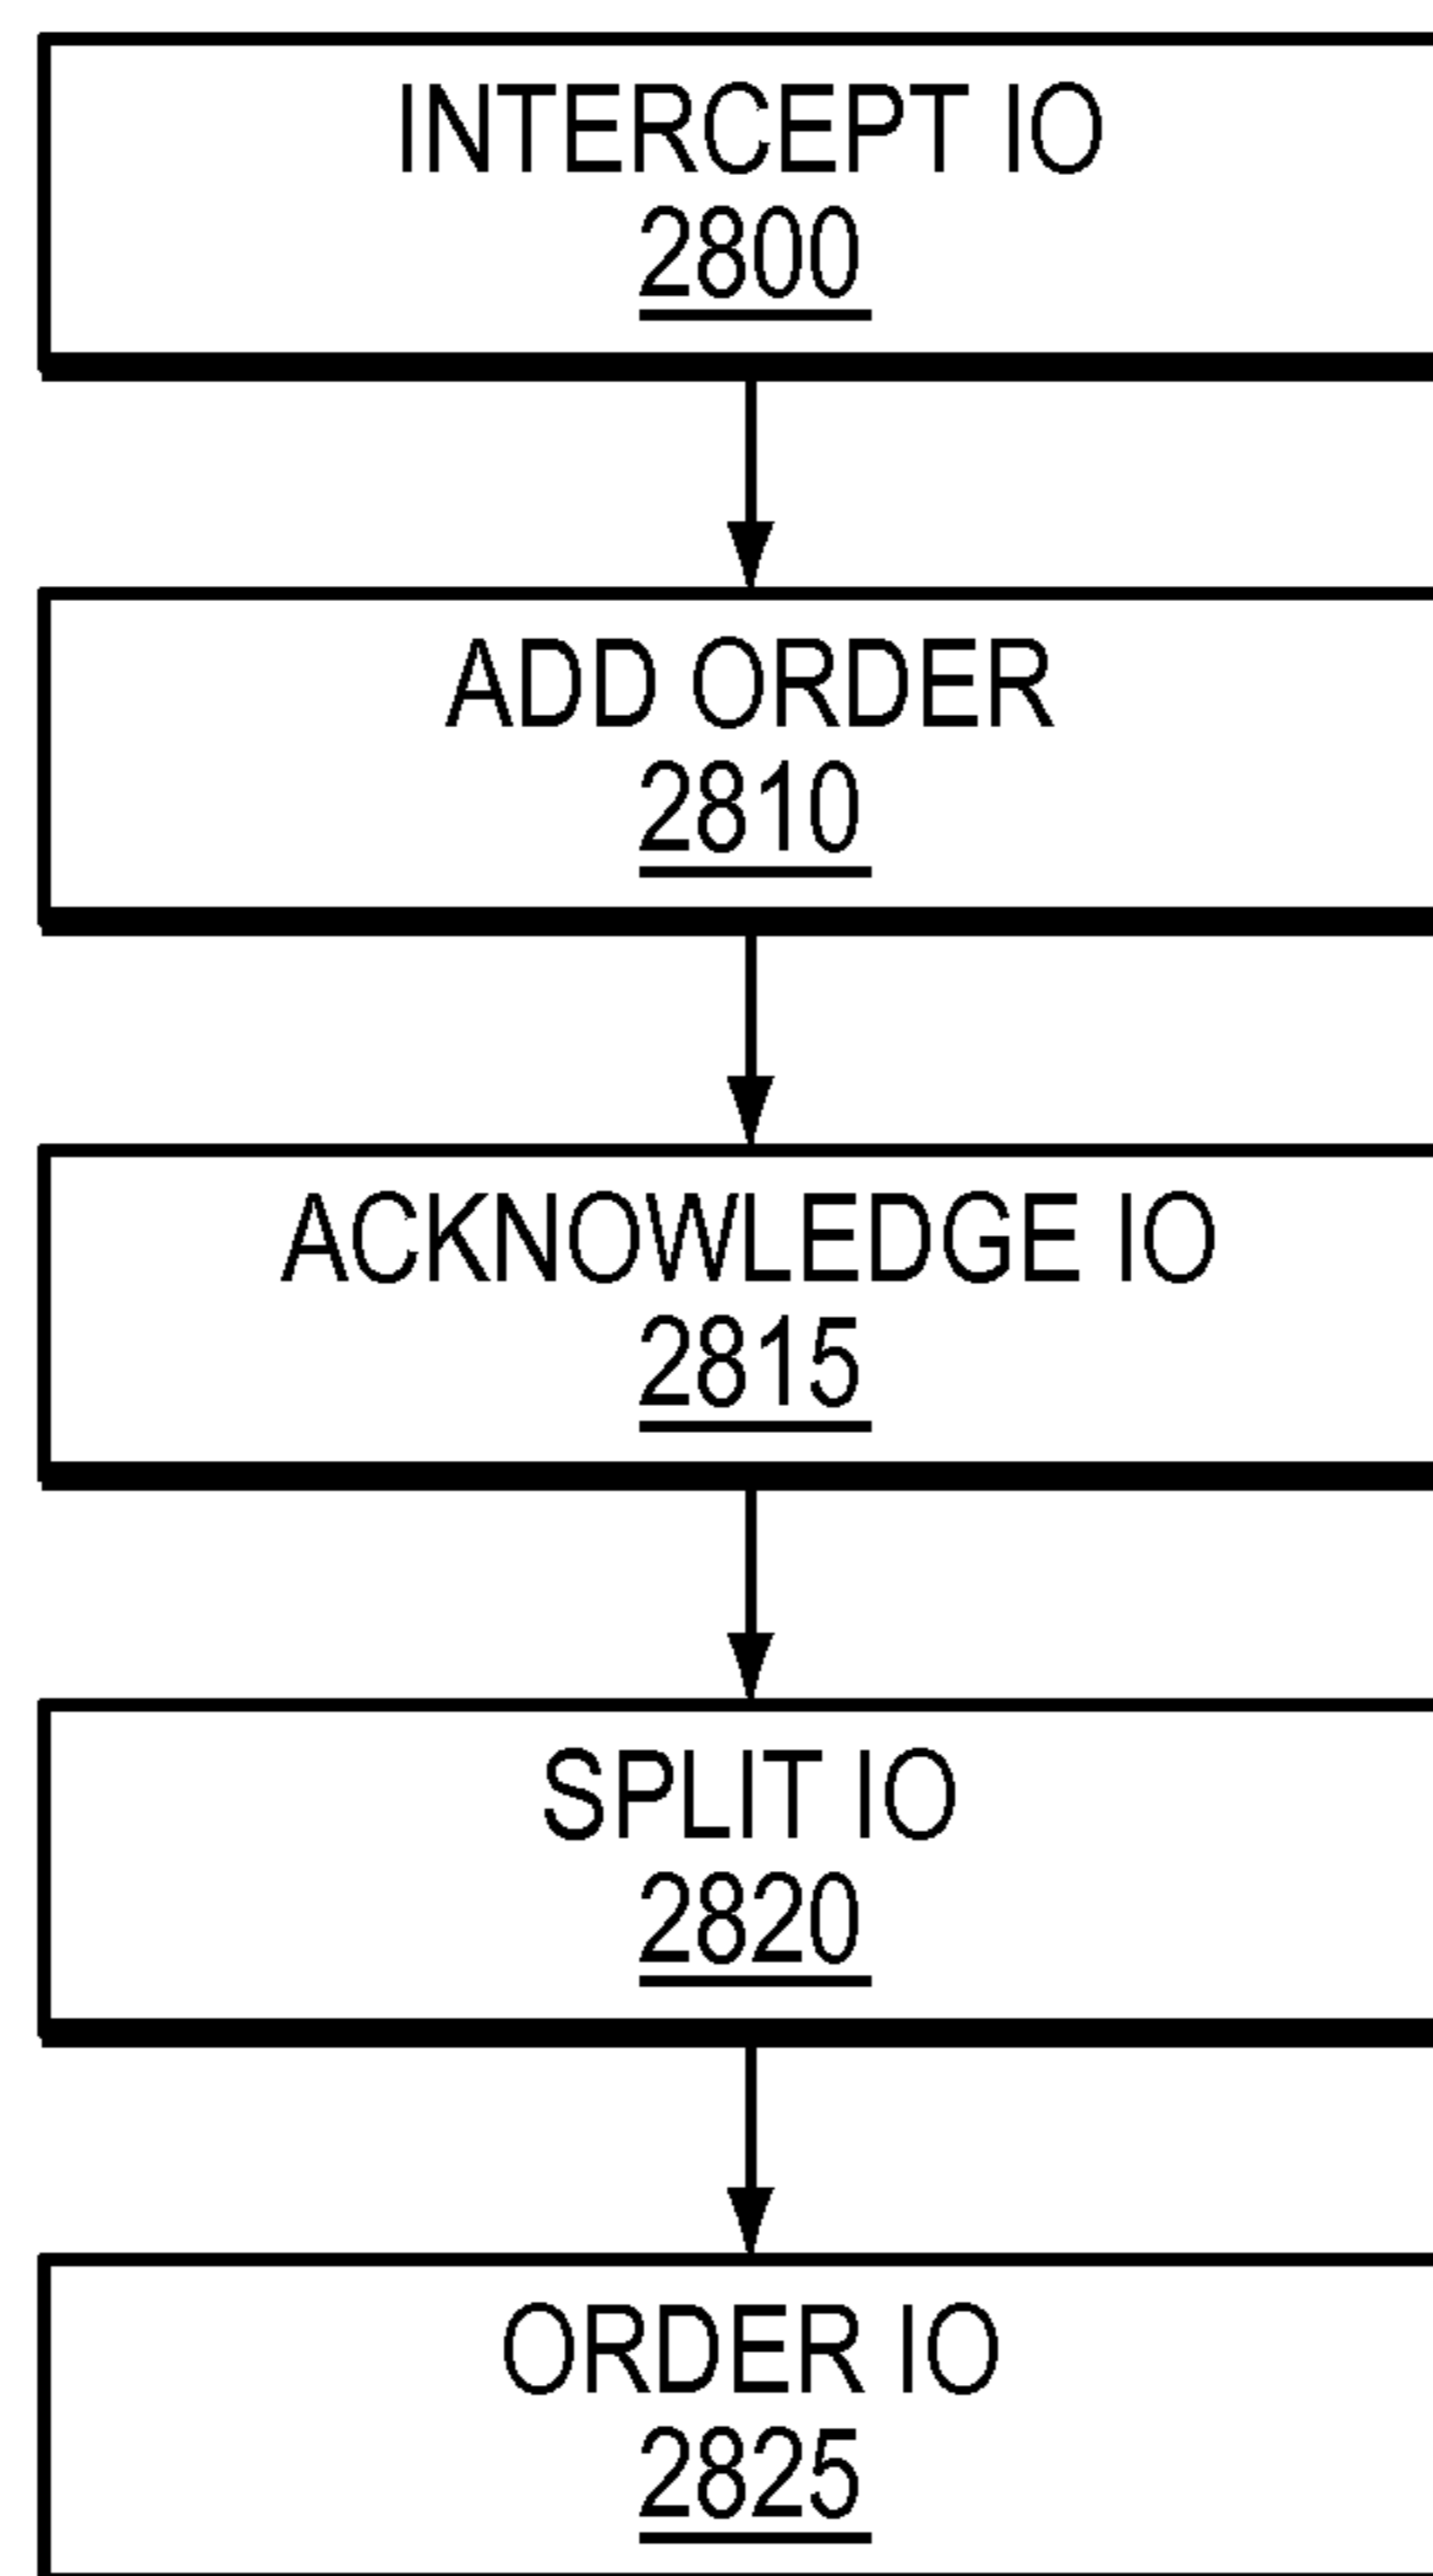 INTERCEPT IO
2800
ADD ORDER
2810
ACKNOWLEDGE IO
2815
SPLIT IO
2820
ORDER IO
2825